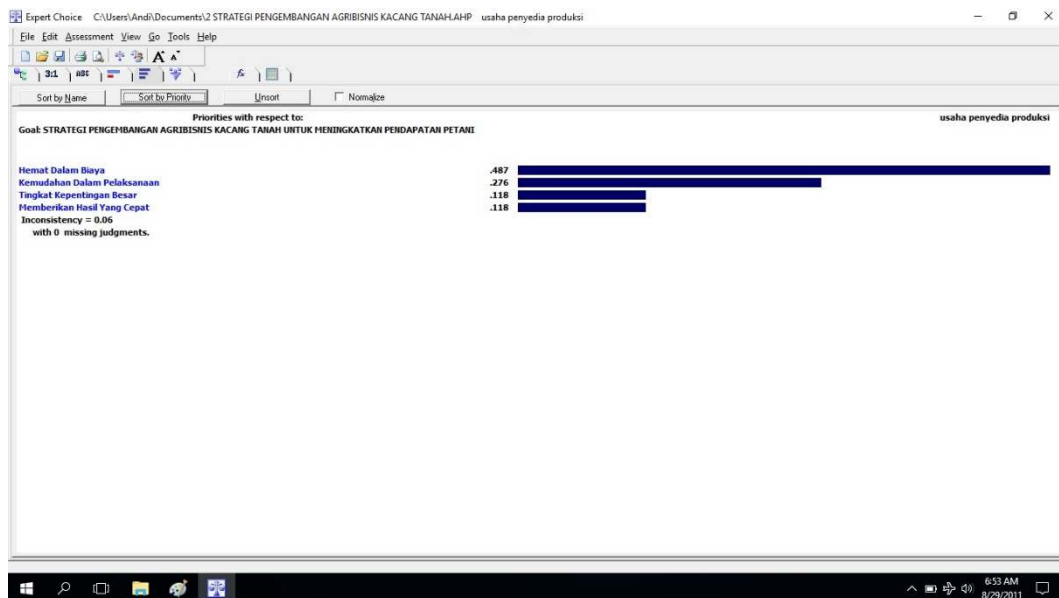 Expert Choice C:\Users\Andi\Documents\2 STRATEGI PENGEMBANGAN AGRIBISNIS KACANG TANAH.AHP usaha penyedia produksi
File Edit Assessment View Go Tools Help
A A
3:1 ABC
Sort by Name Sort by Priority Unsort Normalize
Priorities with respect to: usaha penyedia produksi
Goal: STRATEGI PENGEMBANGAN AGRIBISNIS KACANG TANAH UNTUK MENINGKATKAN PENDAPATAN PETANI
Hemat Dalam Biaya .487
Kemudahan Dalam Pelaksanaan .276
Tingkat Kepentingan Besar .118
Memberikan Hasil Yang Cepat .118
Inconsistency = 0.06
with 0 missing judgments.
6:53 AM
8/29/2011